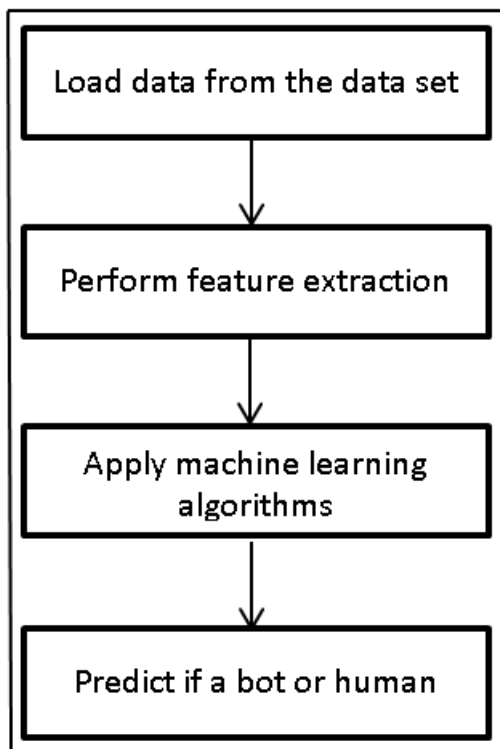 Load data from the data set
Perform feature extraction
Apply machine learning
algorithms
Predict if a bot or human